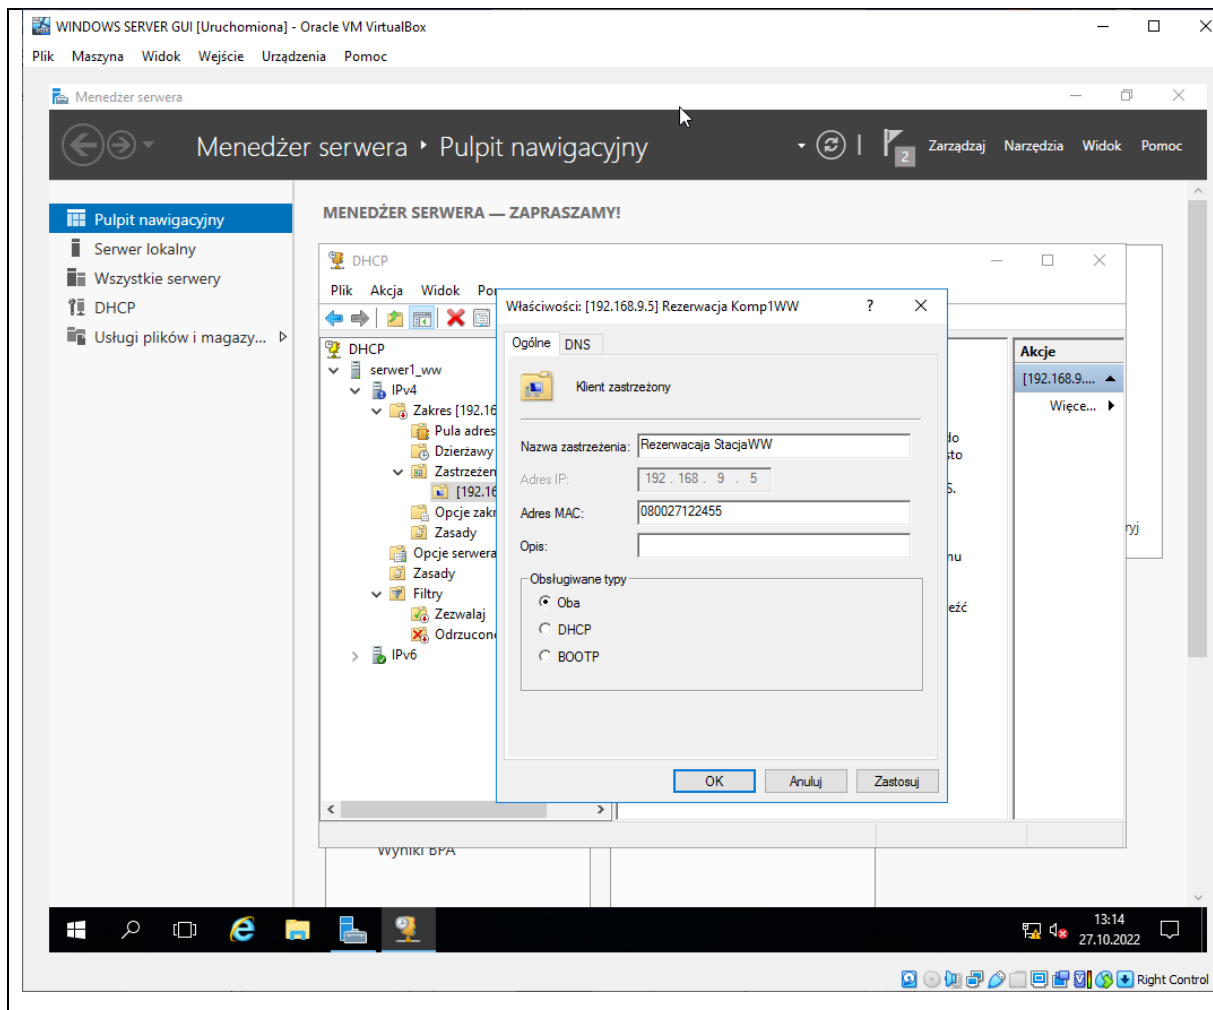 WINDOWS SERVER GUI [Uruchomiona] - Oracle VM VirtualBox
Plik Maszyna Widok Wejście Urządzenia Pomoc
Menedżer serwera
Menedżer serwera Pulpit nawigacyjny
2
Zarządzaj Narzędzia Widok Pomoc
Pulpit nawigacyjny
Serwer lokalny
Wszystkie serwery
DHCP
Usługi plików i magazy...
MENEDŻER SERWERA — ZAPRASZAMY!
DHCP
Plik Akcja Widok
DHCP
serwer1_ww
IPv4
Zakres [192.16
Pula adres
Dzierżawy
Zastrzeżen
[192.16
Opcje zakr
Zasady
Opcje serwera
Zasady
Filtry
Zezwalaj
Odrzucon
IPv6
Właściwości: [192.168.9.5] Rezerwacja Komp1WW ?
Ogólne DNS
Klient zastrzeżony
Nazwa zastrzeżenia: Rezerwacaja StacjaWW
Adres IP: 192 . 168 . 9 . 5
Adres MAC: 080027122455
Opis:
Obsługiwane typy
Oba
DHCP
BOOTP
OK Anuluj Zastosuj
Akcje
[192.168.9....
Więce...
eźć
Wyniki BPA
13:14
27.10.2022
Right Control